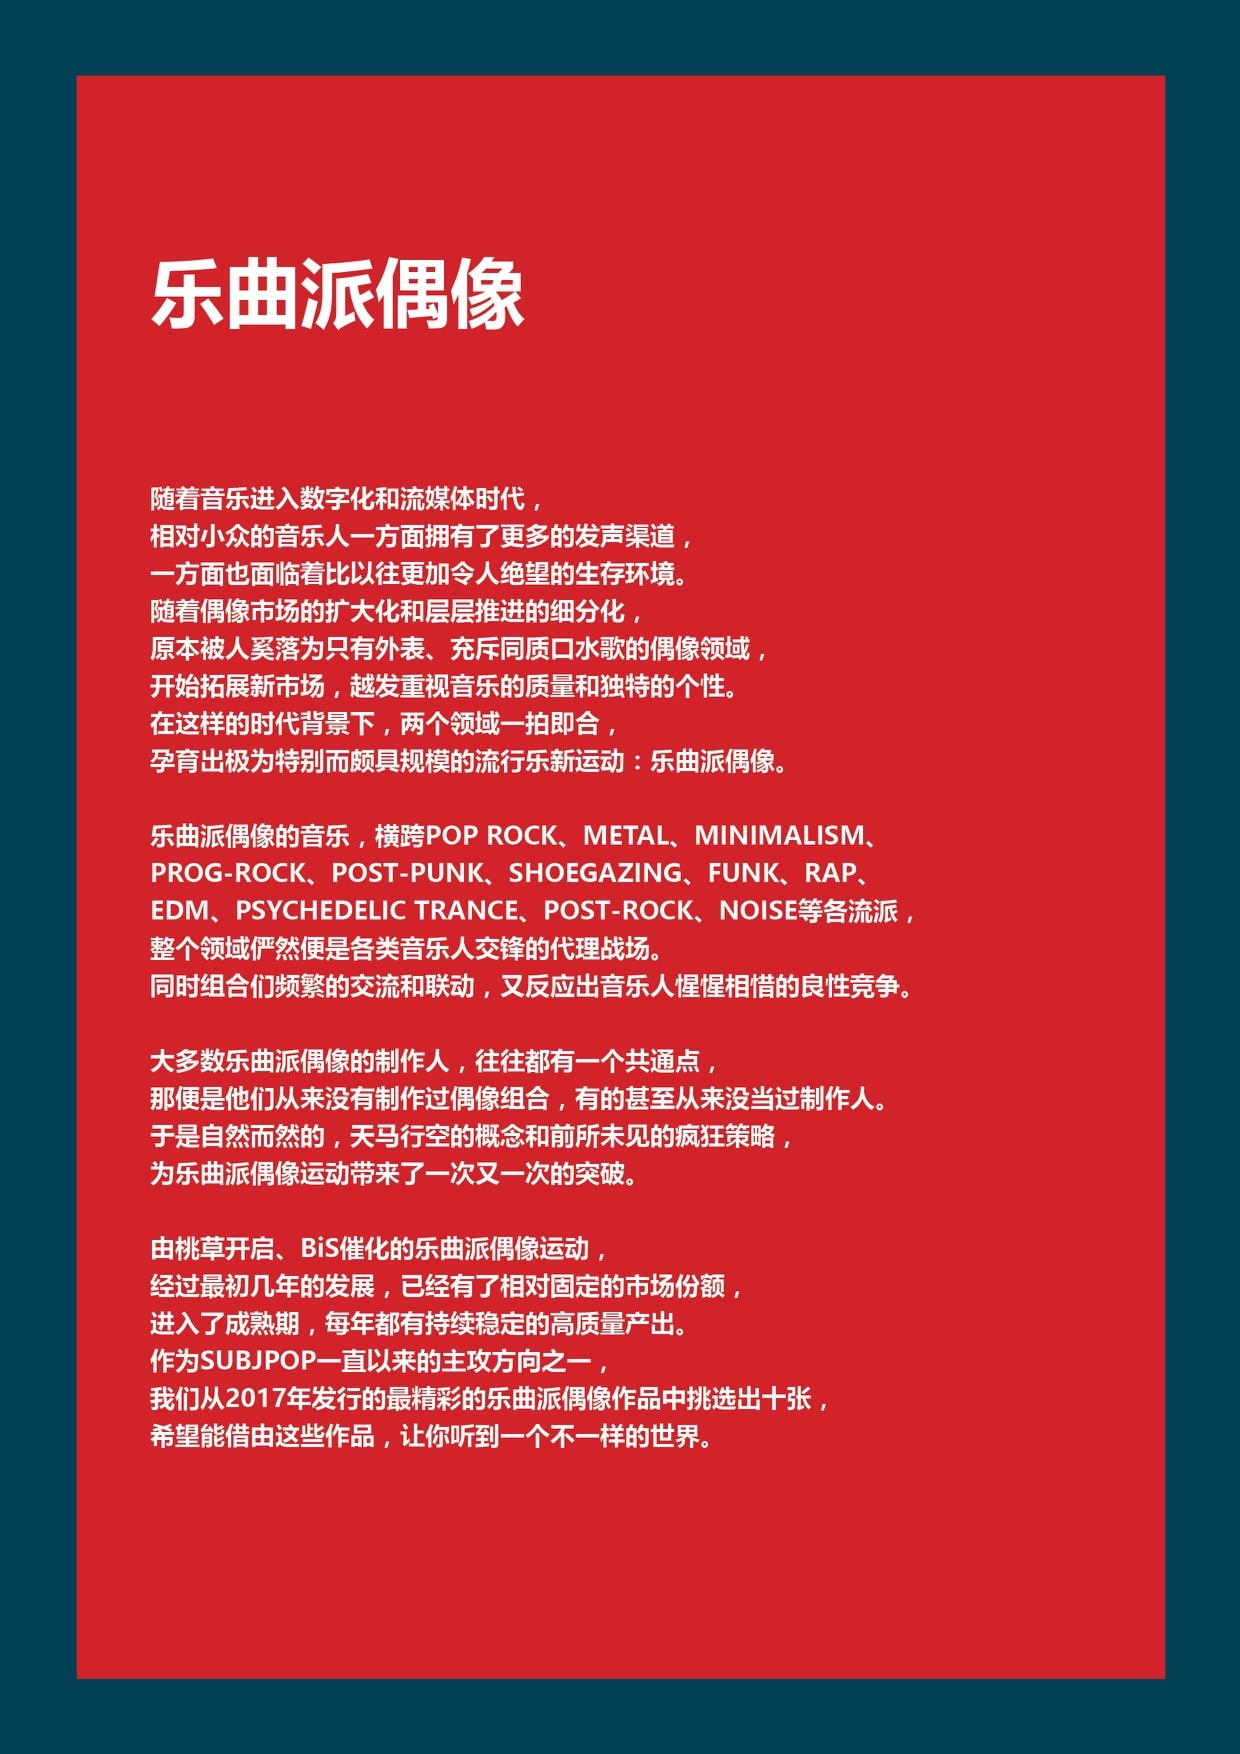 乐曲派偶像
随着音乐进入数字化和流媒体时代，
相对小众的音乐人一方面拥有了更多的发声渠道，
一方面也面临着比以往更加令人绝望的生存环境。
随着偶像市场的扩大化和层层推进的细分化，
原本被人奚落为只有外表、充斥同质口水歌的偶像领域，
开始拓展新市场，越发重视音乐的质量和独特的个性。
在这样的时代背景下，两个领域一拍即合，
孕育出极为特别而颇具规模的流行乐新运动：乐曲派偶像。
乐曲派偶像的音乐，横跨POP ROCK、METAL、MINIMALISM、
PROG-ROCK、POST-PUNK、SHOEGAZING、FUNK、RAP、
EDM、PSYCHEDELIC TRANCE、POST-ROCK、NOISE等各流派，
整个领域俨然便是各类音乐人交锋的代理战场。
同时组合们频繁的交流和联动，又反应出音乐人惺惺相惜的良性竞争。
大多数乐曲派偶像的制作人，往往都有一个共通点，
那便是他们从来没有制作过偶像组合，有的甚至从来没当过制作人。
于是自然而然的，天马行空的概念和前所未见的疯狂策略，
为乐曲派偶像运动带来了一次又一次的突破。
由桃草开启、BiS催化的乐曲派偶像运动，
经过最初几年的发展，已经有了相对固定的市场份额，
进入了成熟期，每年都有持续稳定的高质量产出。
作为SUBJPOP一直以来的主攻方向之一，
我们从2017年发行的最精彩的乐曲派偶像作品中挑选出十张，
希望能借由这些作品，让你听到一个不一样的世界。